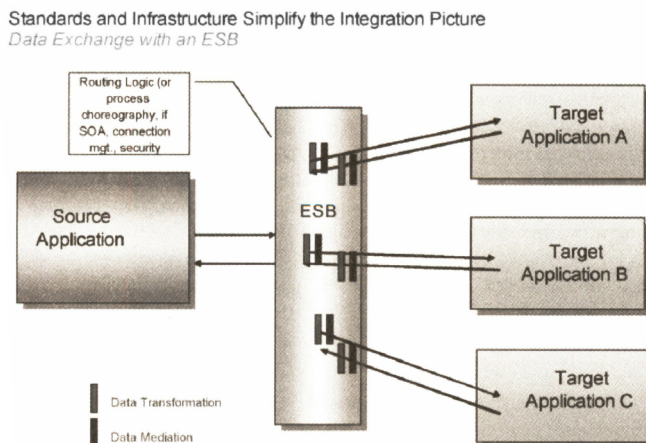 Standards and Infrastructure Simplify the Integration Picture
Data Exchange with an ESB
Routing Logic (or
process
choreography, if
SOA, connection
mgt., security
Source
Application
ESB
Target
Application A
Target
Application B
Target
Application C
Data Transformation
Data Mediation